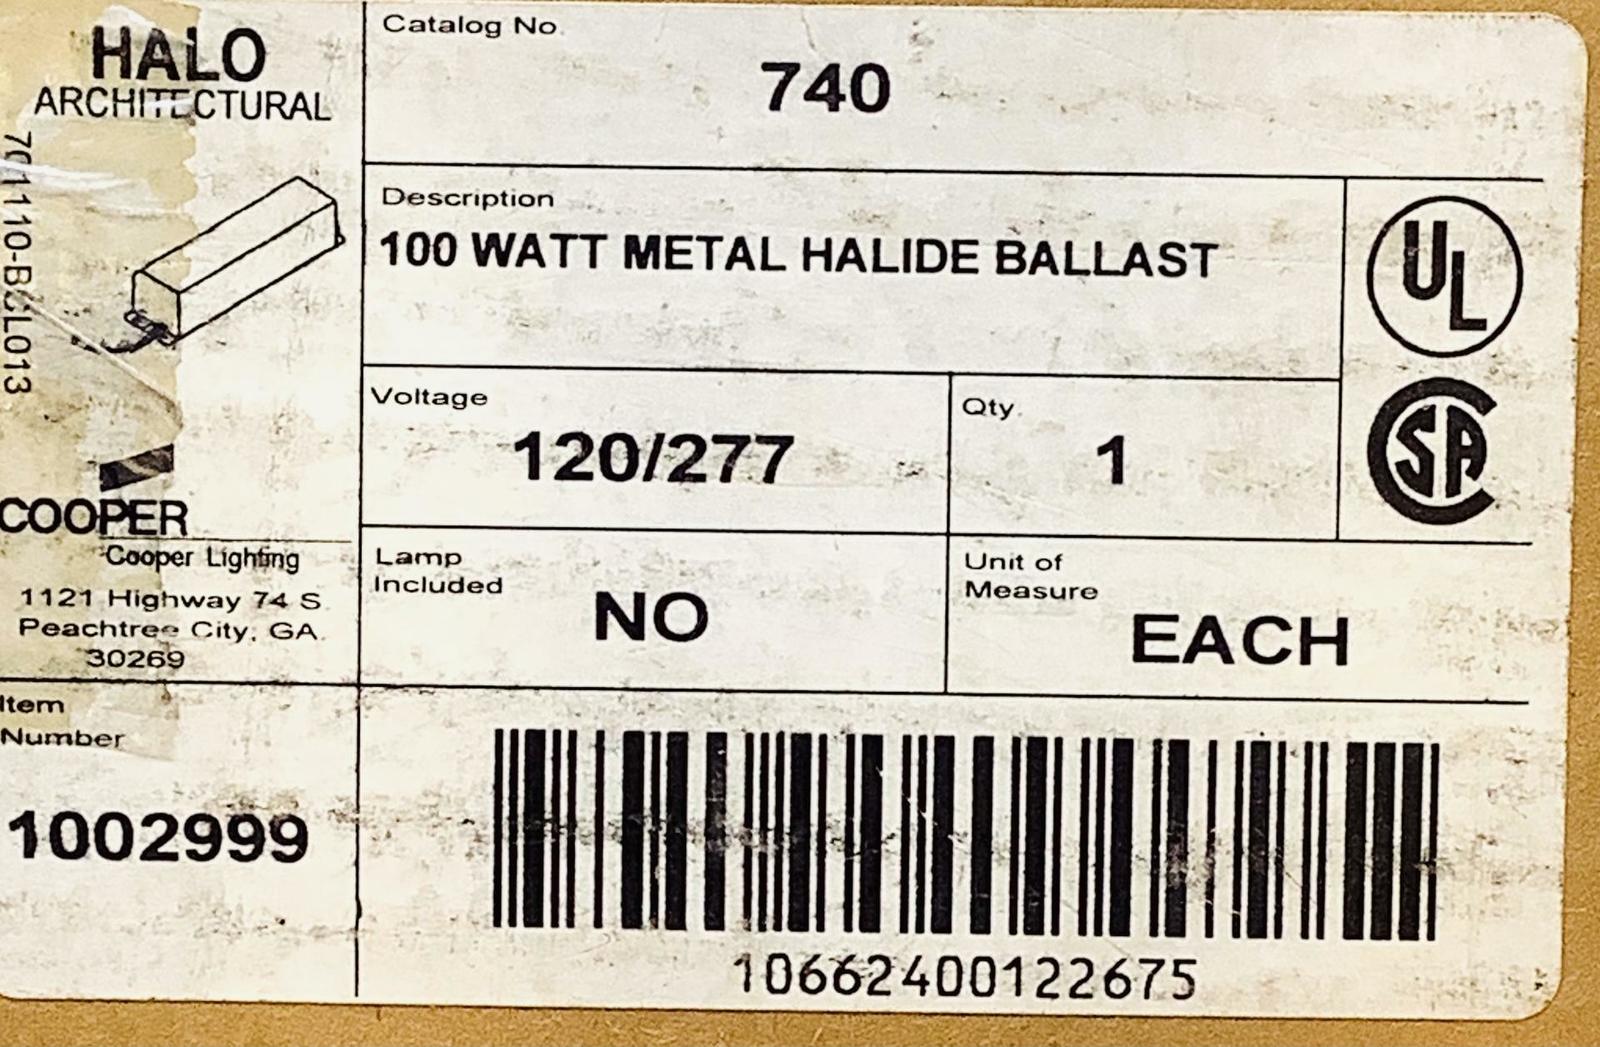 HALO
ARCHITECTURAL
COOPER
Cooper Lighting
1121 Highway 74 S.
Peachtree City, GA.
30269
Item
Number
1002999
Catalog No.
740
Description
100 WATT METAL HALIDE BALLAST
UL
SA
Voltage
120/277
Qty.
1
Lamp
Included
NO
Unit of
Measure
EACH
10662400122675